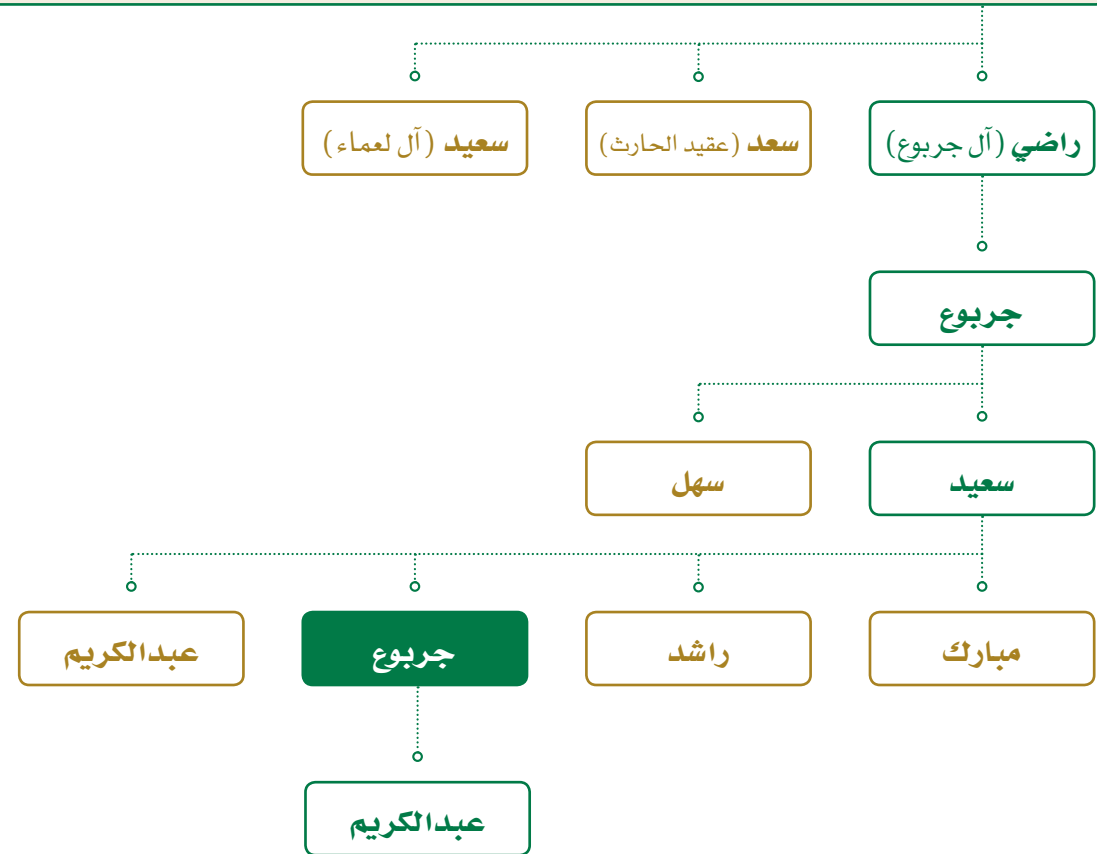 راضي (آل جربوع)
سعد (عقيد الحارث)
سعيد (آل لعماء)
جربوع
سعيد
سهل
مبارك
راشد
جربوع
عبدالكريم
عبدالكريم